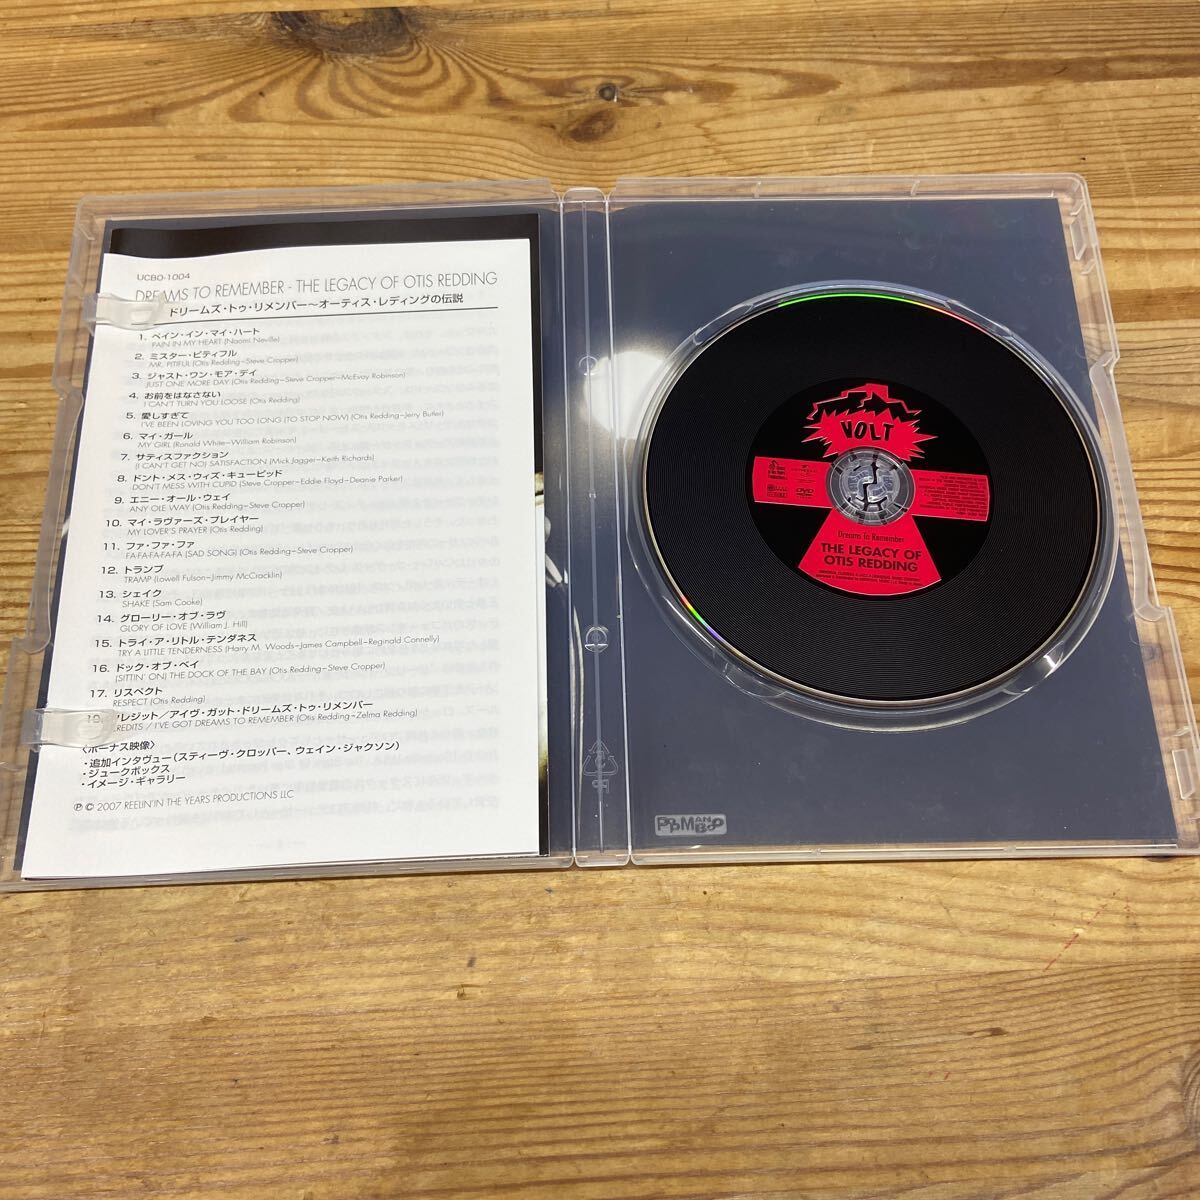 UCBO-1004
DREAMS TO REMEMBER - THE LEGACY OF OTIS REDDING
ドリームズ・トゥ・リメンバー〜オーティス・レディングの伝説
1. ペイン・イン・マイ・ハート
PAIN IN MY HEART (Naomi Neville)
2. ミスター・ピティフル
MR. PITIFUL (Otis Redding–Steve Cropper)
3. ジャスト・ワン・モア・デイ
JUST ONE MORE DAY (Otis Redding–Steve Cropper–McEvoy Robinson)
4. お前をはなさない
I CAN'T TURN YOU LOOSE (Otis Redding)
5. 愛しすぎて
I'VE BEEN LOVING YOU TOO LONG (TO STOP NOW) (Otis Redding–Jerry Butler)
6. マイ・ガール
MY GIRL (Ronald White–William Robinson)
7. サティスファクション
(I CAN'T GET NO) SATISFACTION (Mick Jagger–Keith Richards)
8. ドント・メス・ウィズ・キューピッド
DON'T MESS WITH CUPID (Steve Cropper–Eddie Floyd–Deanie Parker)
9. エニー・オール・ウェイ
ANY OLE WAY (Otis Redding–Steve Cropper)
10. マイ・ラヴァーズ・プレイヤー
MY LOVER'S PRAYER (Otis Redding)
11. ファ・ファ・ファ
FA-FA-FA-FA-FA (SAD SONG) (Otis Redding–Steve Cropper)
12. トランプ
TRAMP (Lowell Fulson–Jimmy McCracklin)
13. シェイク
SHAKE (Sam Cooke)
14. グローリー・オブ・ラヴ
GLORY OF LOVE (William J. Hill)
15. トライ・ア・リトル・テンダネス
TRY A LITTLE TENDERNESS (Harry M. Woods–James Campbell–Reginald Connelly)
16. ドック・オブ・ベイ
(SITTIN' ON) THE DOCK OF THE BAY (Otis Redding–Steve Cropper)
17. リスペクト
RESPECT (Otis Redding)
クレジット／アイヴ・ガット・ドリームズ・トゥ・リメンバー
CREDITS / I'VE GOT DREAMS TO REMEMBER (Otis Redding–Zelma Redding)
〈ボーナス映像〉
・追加インタヴュー（スティーヴ・クロッパー、ウェイン・ジャクソン）
・ジュークボックス
・イメージ・ギャラリー
Ⓟ © 2007 REELIN' IN THE YEARS PRODUCTIONS LLC
VOLT
DVD
Dreams to Remember
THE LEGACY OF
OTIS REDDING
PP